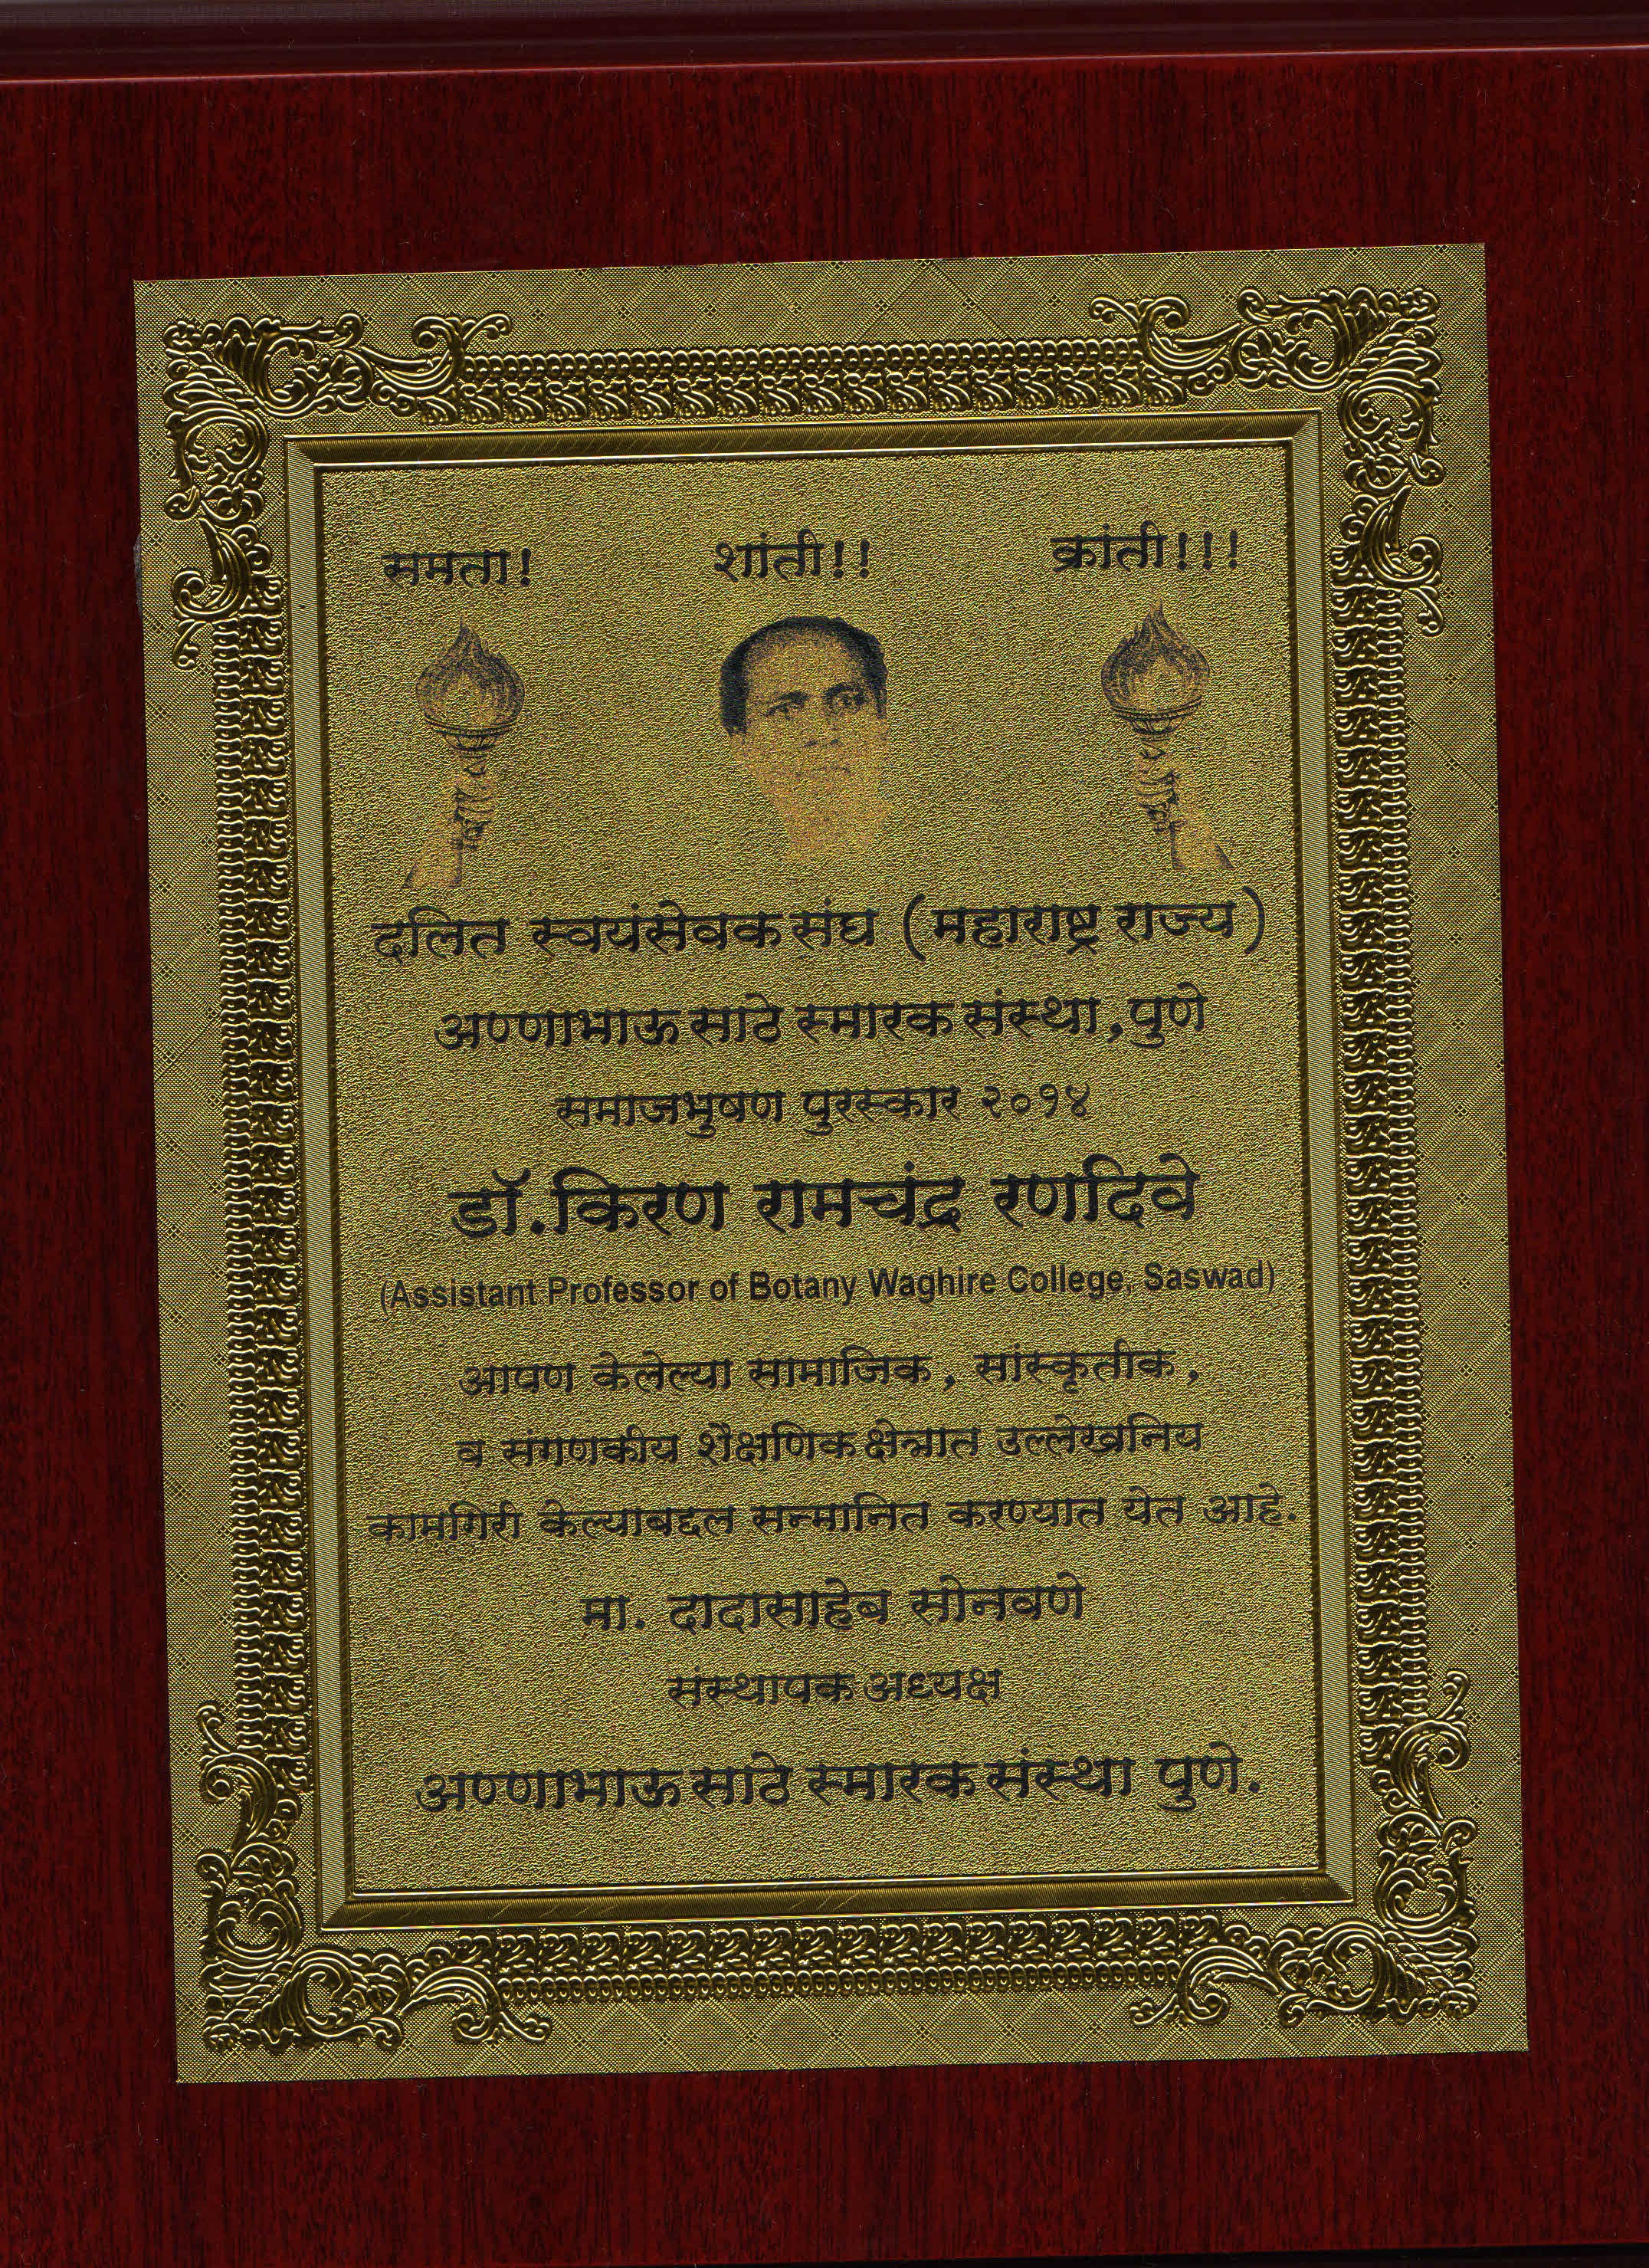 समता! शांती!! क्रांती!!!
दलित स्वयंसेवक संघ (महाराष्ट्र राज्य)
अण्णाभाऊ साठे स्मारक संस्था,पुणे
समाजभुषण पुरस्कार २०१४
डॉ.किरण रामचंद्र रणदिवे
(Assistant Professor of Botany Waghire College, Saswad)
आपण केलेल्या सामाजिक, सांस्कृतीक,
व संगणकीय शैक्षणिक क्षेत्रात उल्लेखनिय
कामगिरी केल्याबद्दल सन्मानित करण्यात येत आहे.
मा. दादासाहेब सोनवणे
संस्थापक अध्यक्ष
अण्णाभाऊ साठे स्मारक संस्था पुणे.